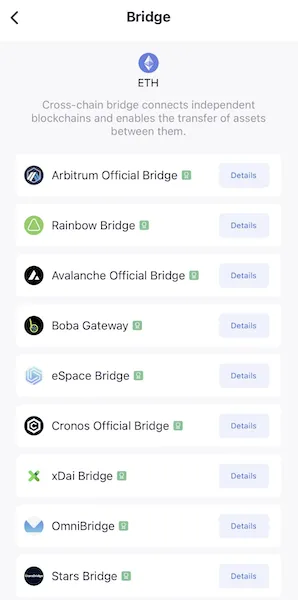 Bridge
ETH
Cross-chain bridge connects independent
blockchains and enables the transfer of assets
between them.
Arbitrum Official Bridge Details
Rainbow Bridge Details
Avalanche Official Bridge Details
Boba Gateway Details
eSpace Bridge Details
Cronos Official Bridge Details
xDai Bridge Details
OmniBridge Details
Stars Bridge Details